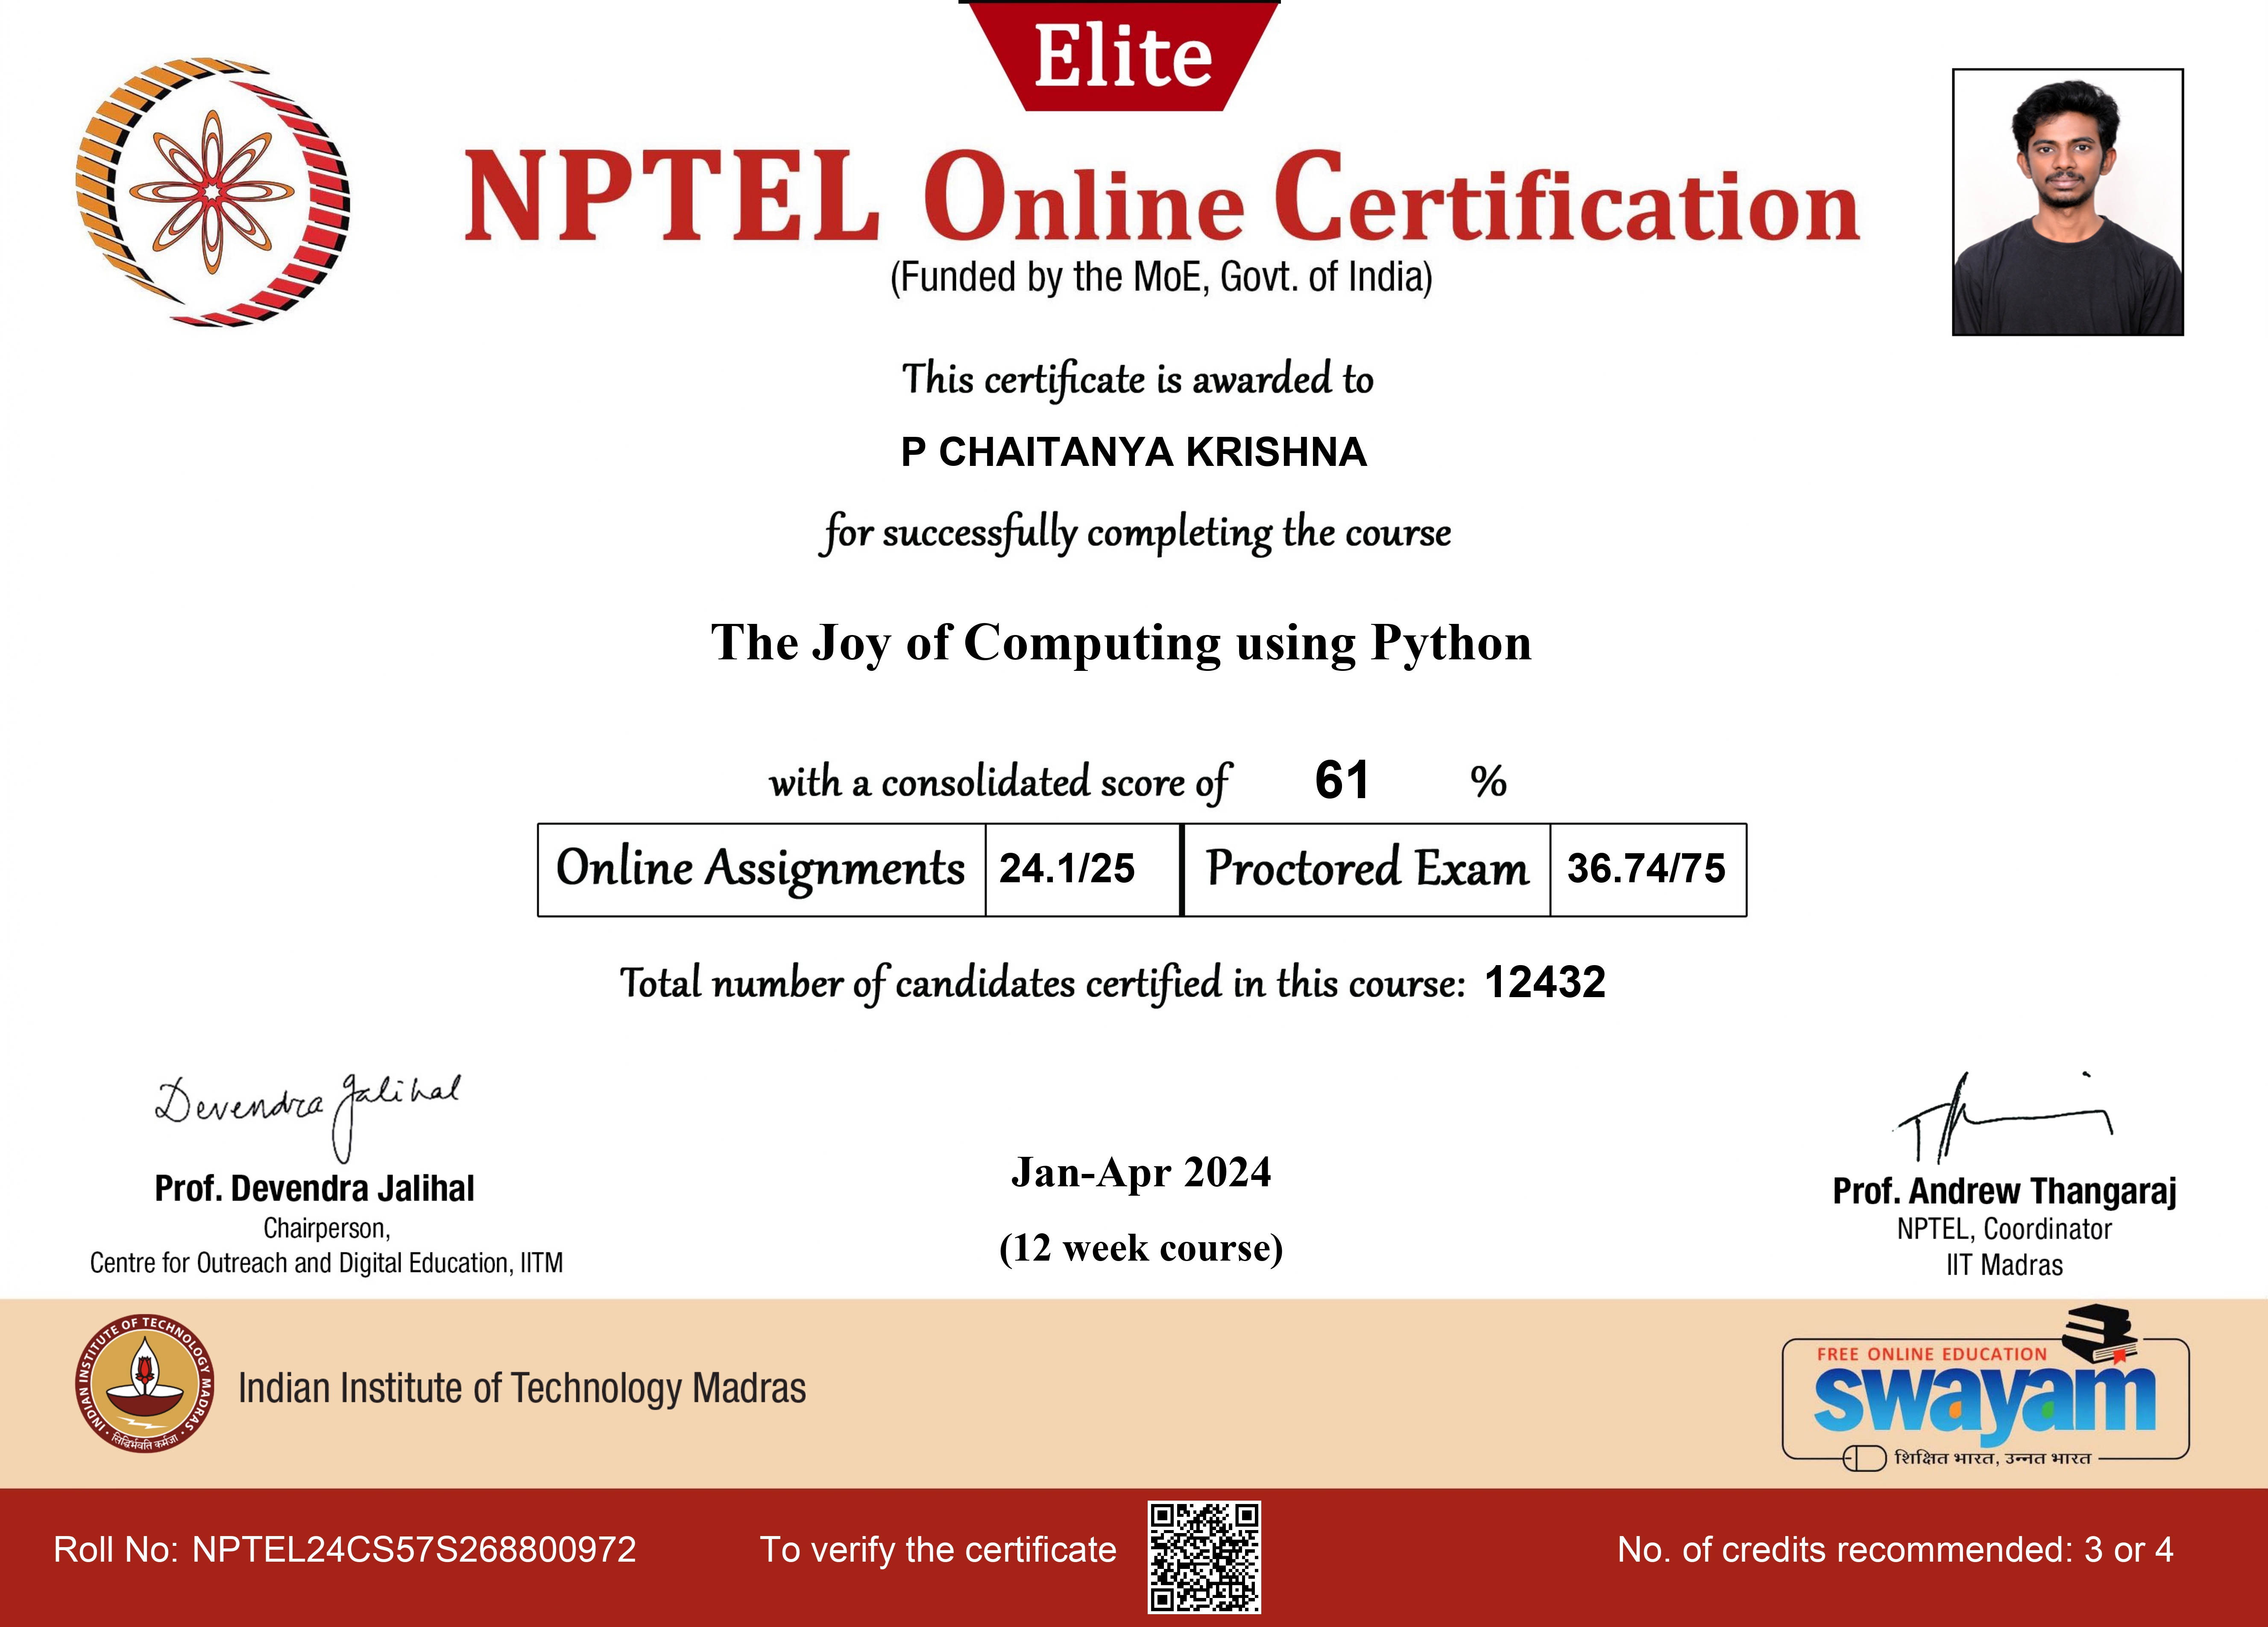 Elite
NPTEL Online Certification
(Funded by the MoE, Govt. of India)
This certificate is awarded to
P CHAITANYA KRISHNA
for successfully completing the course
The Joy of Computing using Python
with a consolidated score of 61 %
Online Assignments 24.1/25 Proctored Exam 36.74/75
Total number of candidates certified in this course: 12432
Devendra Jalihal
Prof. Devendra Jalihal
Chairperson,
Centre for Outreach and Digital Education, IITM
Jan-Apr 2024
(12 week course)
Prof. Andrew Thangaraj
NPTEL, Coordinator
IIT Madras
INDIAN INSTITUTE OF TECHNOLOGY MADRAS
सिद्धिर्भवति कर्मजा
Indian Institute of Technology Madras
FREE ONLINE EDUCATION
swayam
शिक्षित भारत, उन्नत भारत
Roll No: NPTEL24CS57S268800972
To verify the certificate
No. of credits recommended: 3 or 4